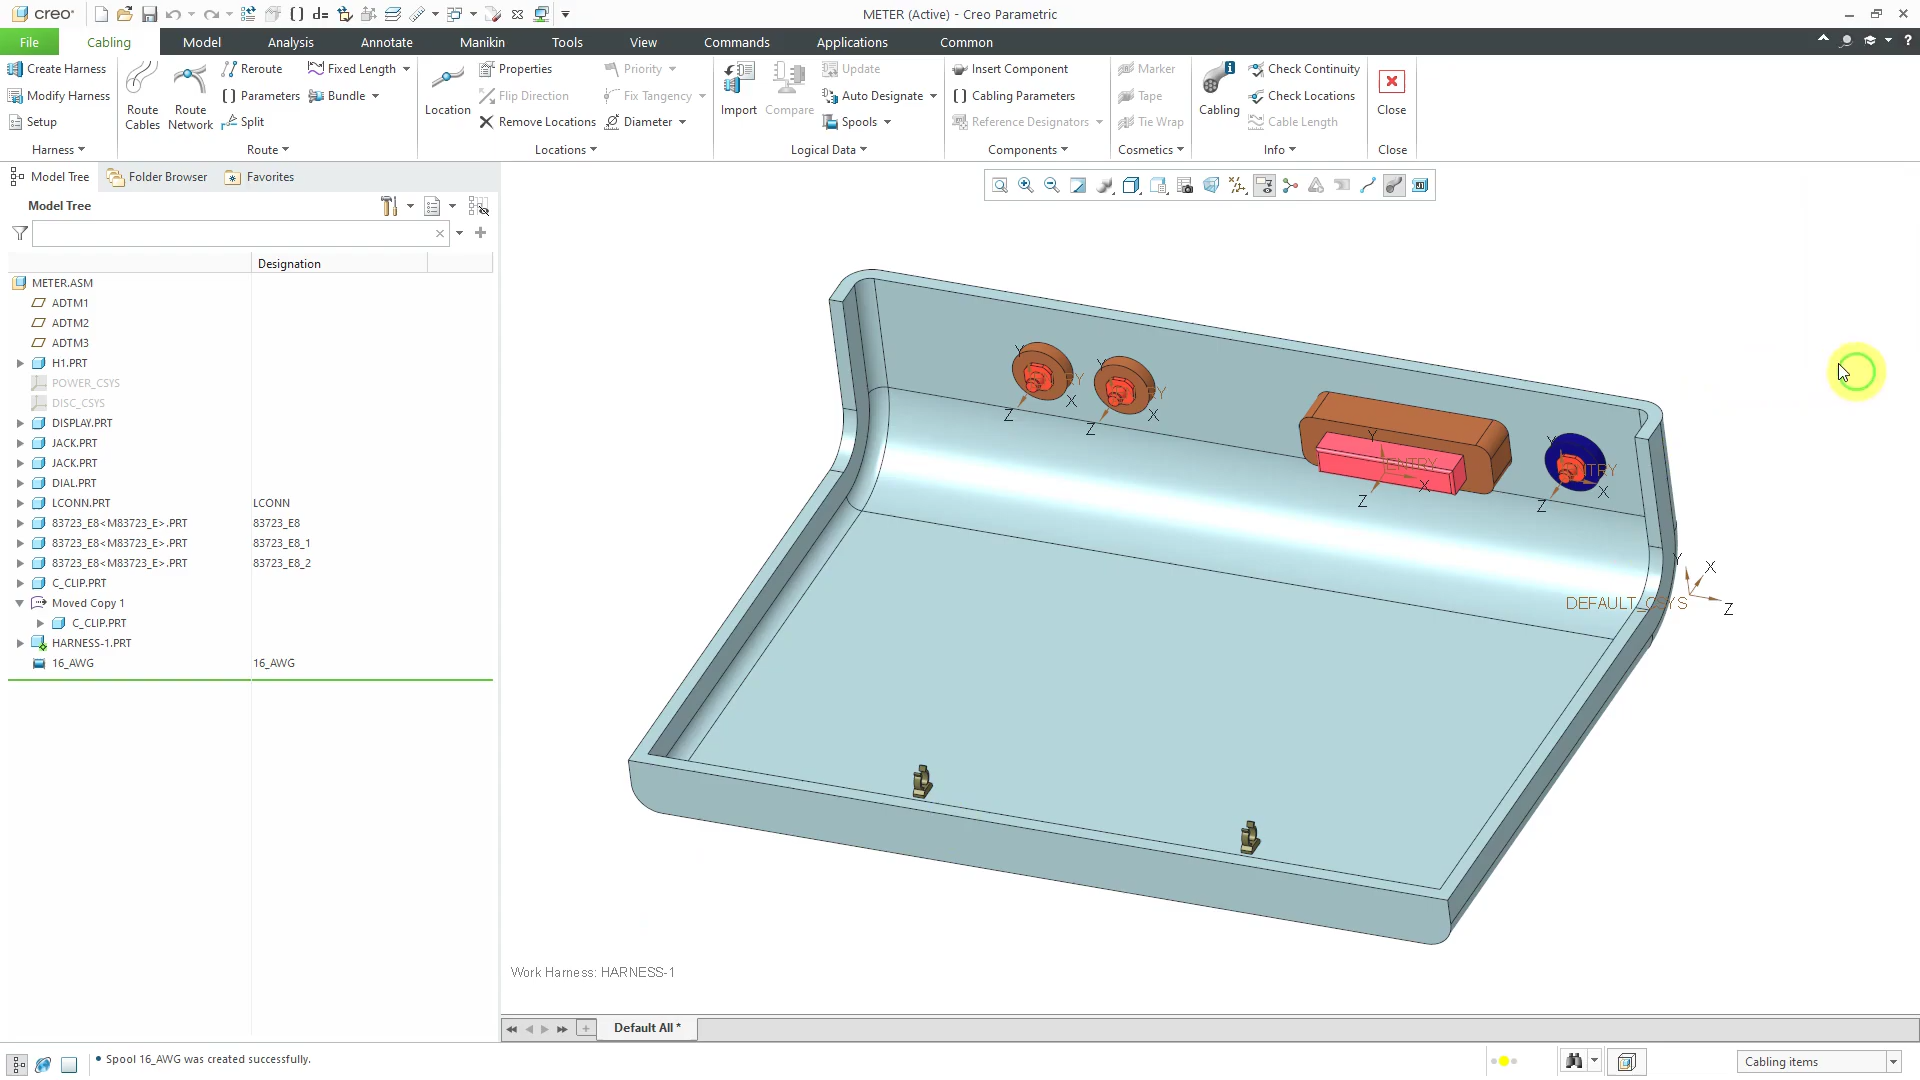 creo
METER (Active) - Creo Parametric
File
Cabling
Model
Analysis
Annotate
Manikin
Tools
View
Commands
Applications
Common
Create Harness
Modify Harness
Setup
Harness
Route Cables
Route Network
Reroute
Parameters
Split
Fixed Length
Bundle
Route
Location
Properties
Flip Direction
Remove Locations
Priority
Fix Tangency
Diameter
Locations
Import
Compare
Update
Auto Designate
Spools
Logical Data
Insert Component
Cabling Parameters
Reference Designators
Components
Marker
Tape
Tie Wrap
Cosmetics
Cabling
Check Continuity
Check Locations
Cable Length
Info
Close
Close
Model Tree
Folder Browser
Favorites
Model Tree
Designation
METER.ASM
ADTM1
ADTM2
ADTM3
H1.PRT
POWER_CSYS
DISC_CSYS
DISPLAY.PRT
JACK.PRT
JACK.PRT
DIAL.PRT
LCONN.PRT LCONN
83723_E8<M83723_E>.PRT 83723_E8
83723_E8<M83723_E>.PRT 83723_E8_1
83723_E8<M83723_E>.PRT 83723_E8_2
C_CLIP.PRT
Moved Copy 1
C_CLIP.PRT
HARNESS-1.PRT
16_AWG 16_AWG
Y
RY
X
Z
Y
RY
X
Z
Y
ENTRY
X
Z
Y
TRY
X
Z
Y
X
DEFAULT_CSYS
Z
Work Harness: HARNESS-1
Default All *
• Spool 16_AWG was created successfully.
Cabling items